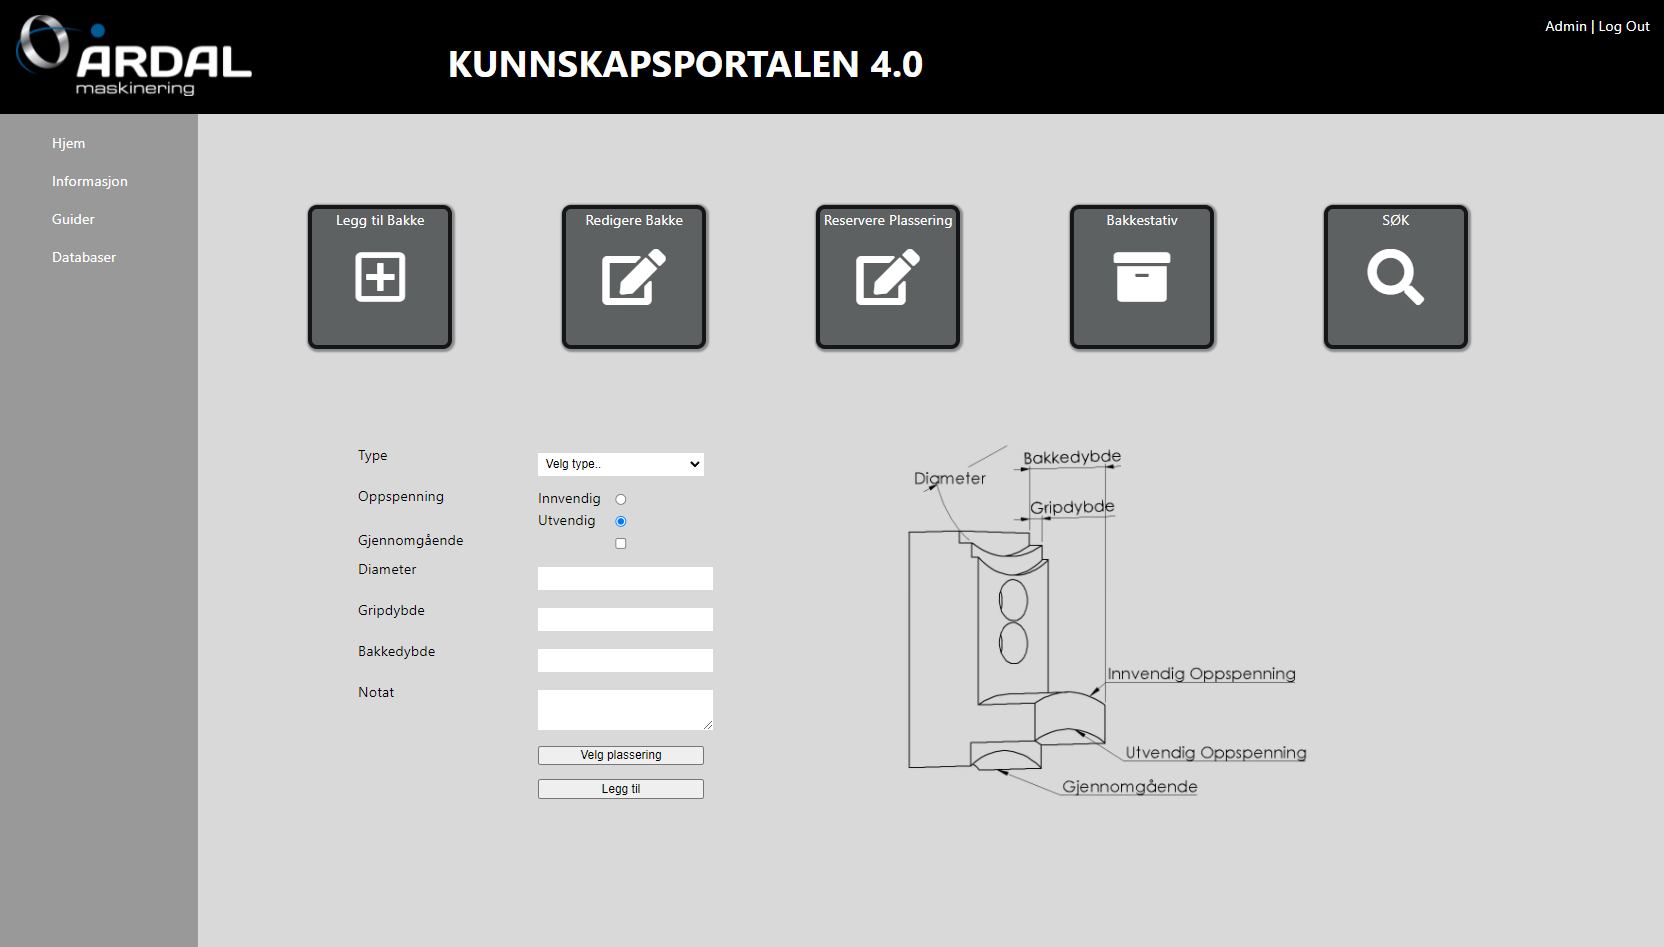 ÅRDAL
maskinering
KUNNSKAPSPORTALEN 4.0
Admin | Log Out
Hjem
Informasjon
Guider
Databaser
Legg til Bakke
Redigere Bakke
Reservere Plassering
Bakkestativ
SØK
Type
Velg type..
Oppspenning
Innvendig
Utvendig
Gjennomgående
Diameter
Gripdybde
Bakkedybde
Notat
Velg plassering
Legg til
Bakkedybde
Diameter
Gripdybde
Innvendig Oppspenning
Utvendig Oppspenning
Gjennomgående